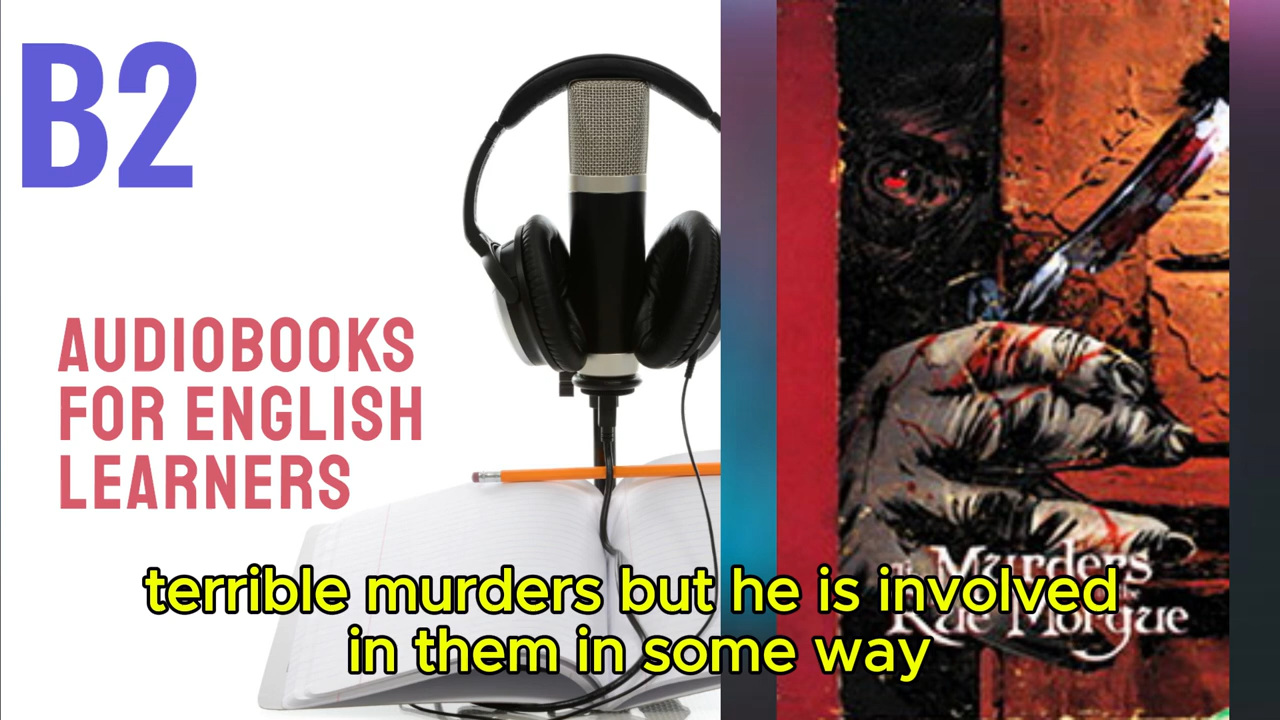 B2
AUDIOBOOKS
FOR ENGLISH
LEARNERS
Murders
Rue Morgue
terrible murders but he is involved
in them in some way